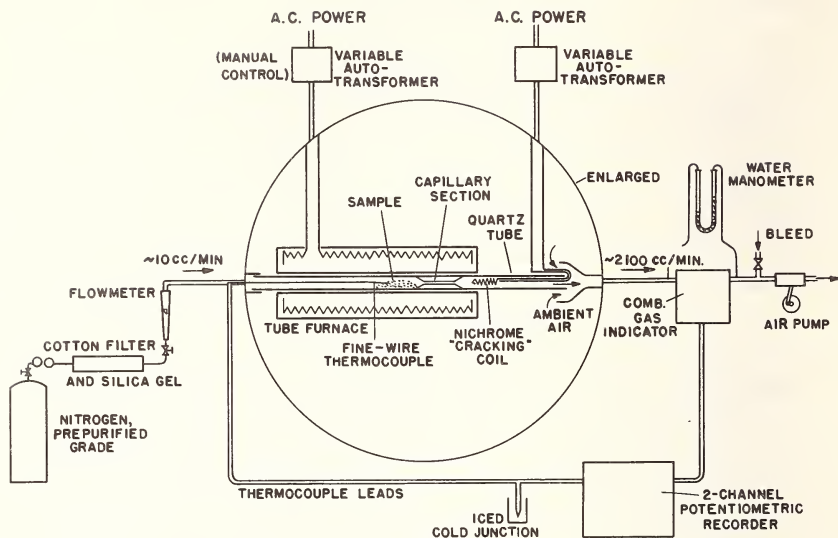 A.C. POWER
A.C. POWER
(MANUAL
CONTROL)
VARIABLE
AUTO-
TRANSFORMER
VARIABLE
AUTO-
TRANSFORMER
ENLARGED
WATER
MANOMETER
CAPILLARY
SECTION
SAMPLE
QUARTZ
TUBE
BLEED
~10CC/MIN
~2100 CC/MIN.
FLOWMETER
COMB.
GAS
INDICATOR
AIR PUMP
AMBIENT
AIR
TUBE FURNACE
NICHROME
"CRACKING"
COIL
FINE-WIRE
THERMOCOUPLE
COTTON FILTER
AND SILICA GEL
NITROGEN,
PREPURIFIED
GRADE
THERMOCOUPLE LEADS
ICED
COLD JUNCTION
2-CHANNEL
POTENTIOMETRIC
RECORDER